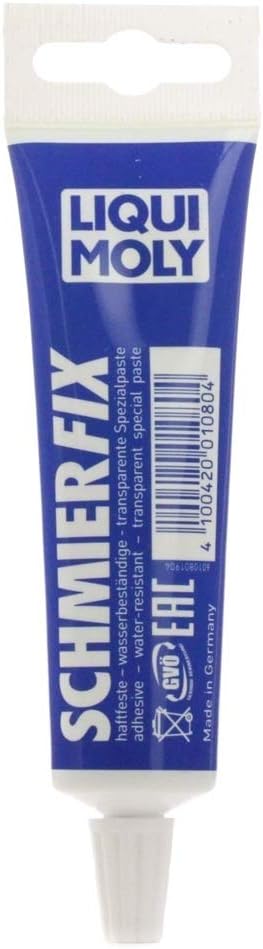 LIQUI
MOLY
SCHMIERFIX
haftfeste – wasserbeständige – transparente Spezialpaste
adhesive – water-resistant – transparent special paste
4 100420 010804
6010801904
GVÖ
EAC
Made in Germany